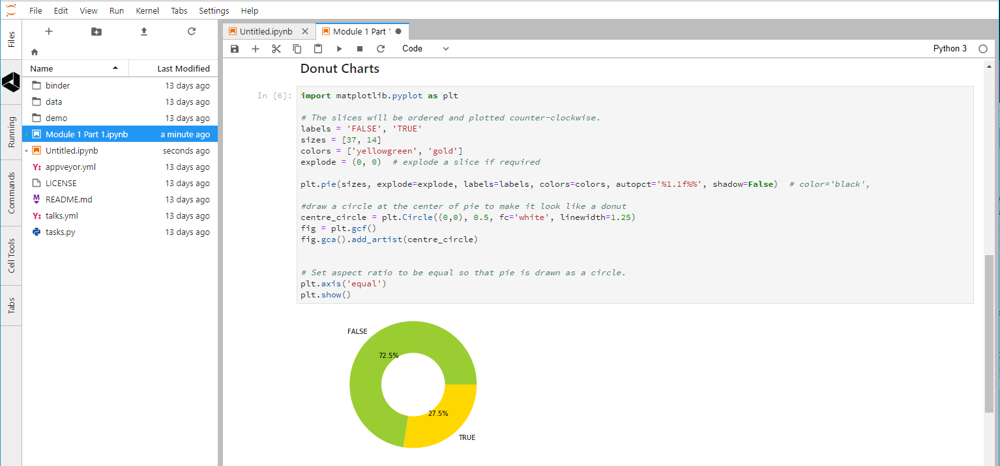 File Edit View Run Kernel Tabs Settings Help
Files
Running
Commands
Cell Tools
Tabs
Name Last Modified
binder 13 days ago
data 13 days ago
demo 13 days ago
Module 1 Part 1.ipynb a minute ago
Untitled.ipynb seconds ago
Y: appveyor.yml 13 days ago
LICENSE 13 days ago
M README.md 13 days ago
Y: talks.yml 13 days ago
tasks.py 13 days ago
Untitled.ipynb Module 1 Part 1
Code Python 3
Donut Charts
In [6]: import matplotlib.pyplot as plt
# The slices will be ordered and plotted counter-clockwise.
labels = 'FALSE', 'TRUE'
sizes = [37, 14]
colors = ['yellowgreen', 'gold']
explode = (0, 0)  # explode a slice if required
plt.pie(sizes, explode=explode, labels=labels, colors=colors, autopct='%1.1f%%', shadow=False)  # color='black',
#draw a circle at the center of pie to make it look like a donut
centre_circle = plt.Circle((0,0), 0.5, fc='white', linewidth=1.25)
fig = plt.gcf()
fig.gca().add_artist(centre_circle)
# Set aspect ratio to be equal so that pie is drawn as a circle.
plt.axis('equal')
plt.show()
FALSE
72.5%
27.5%
TRUE